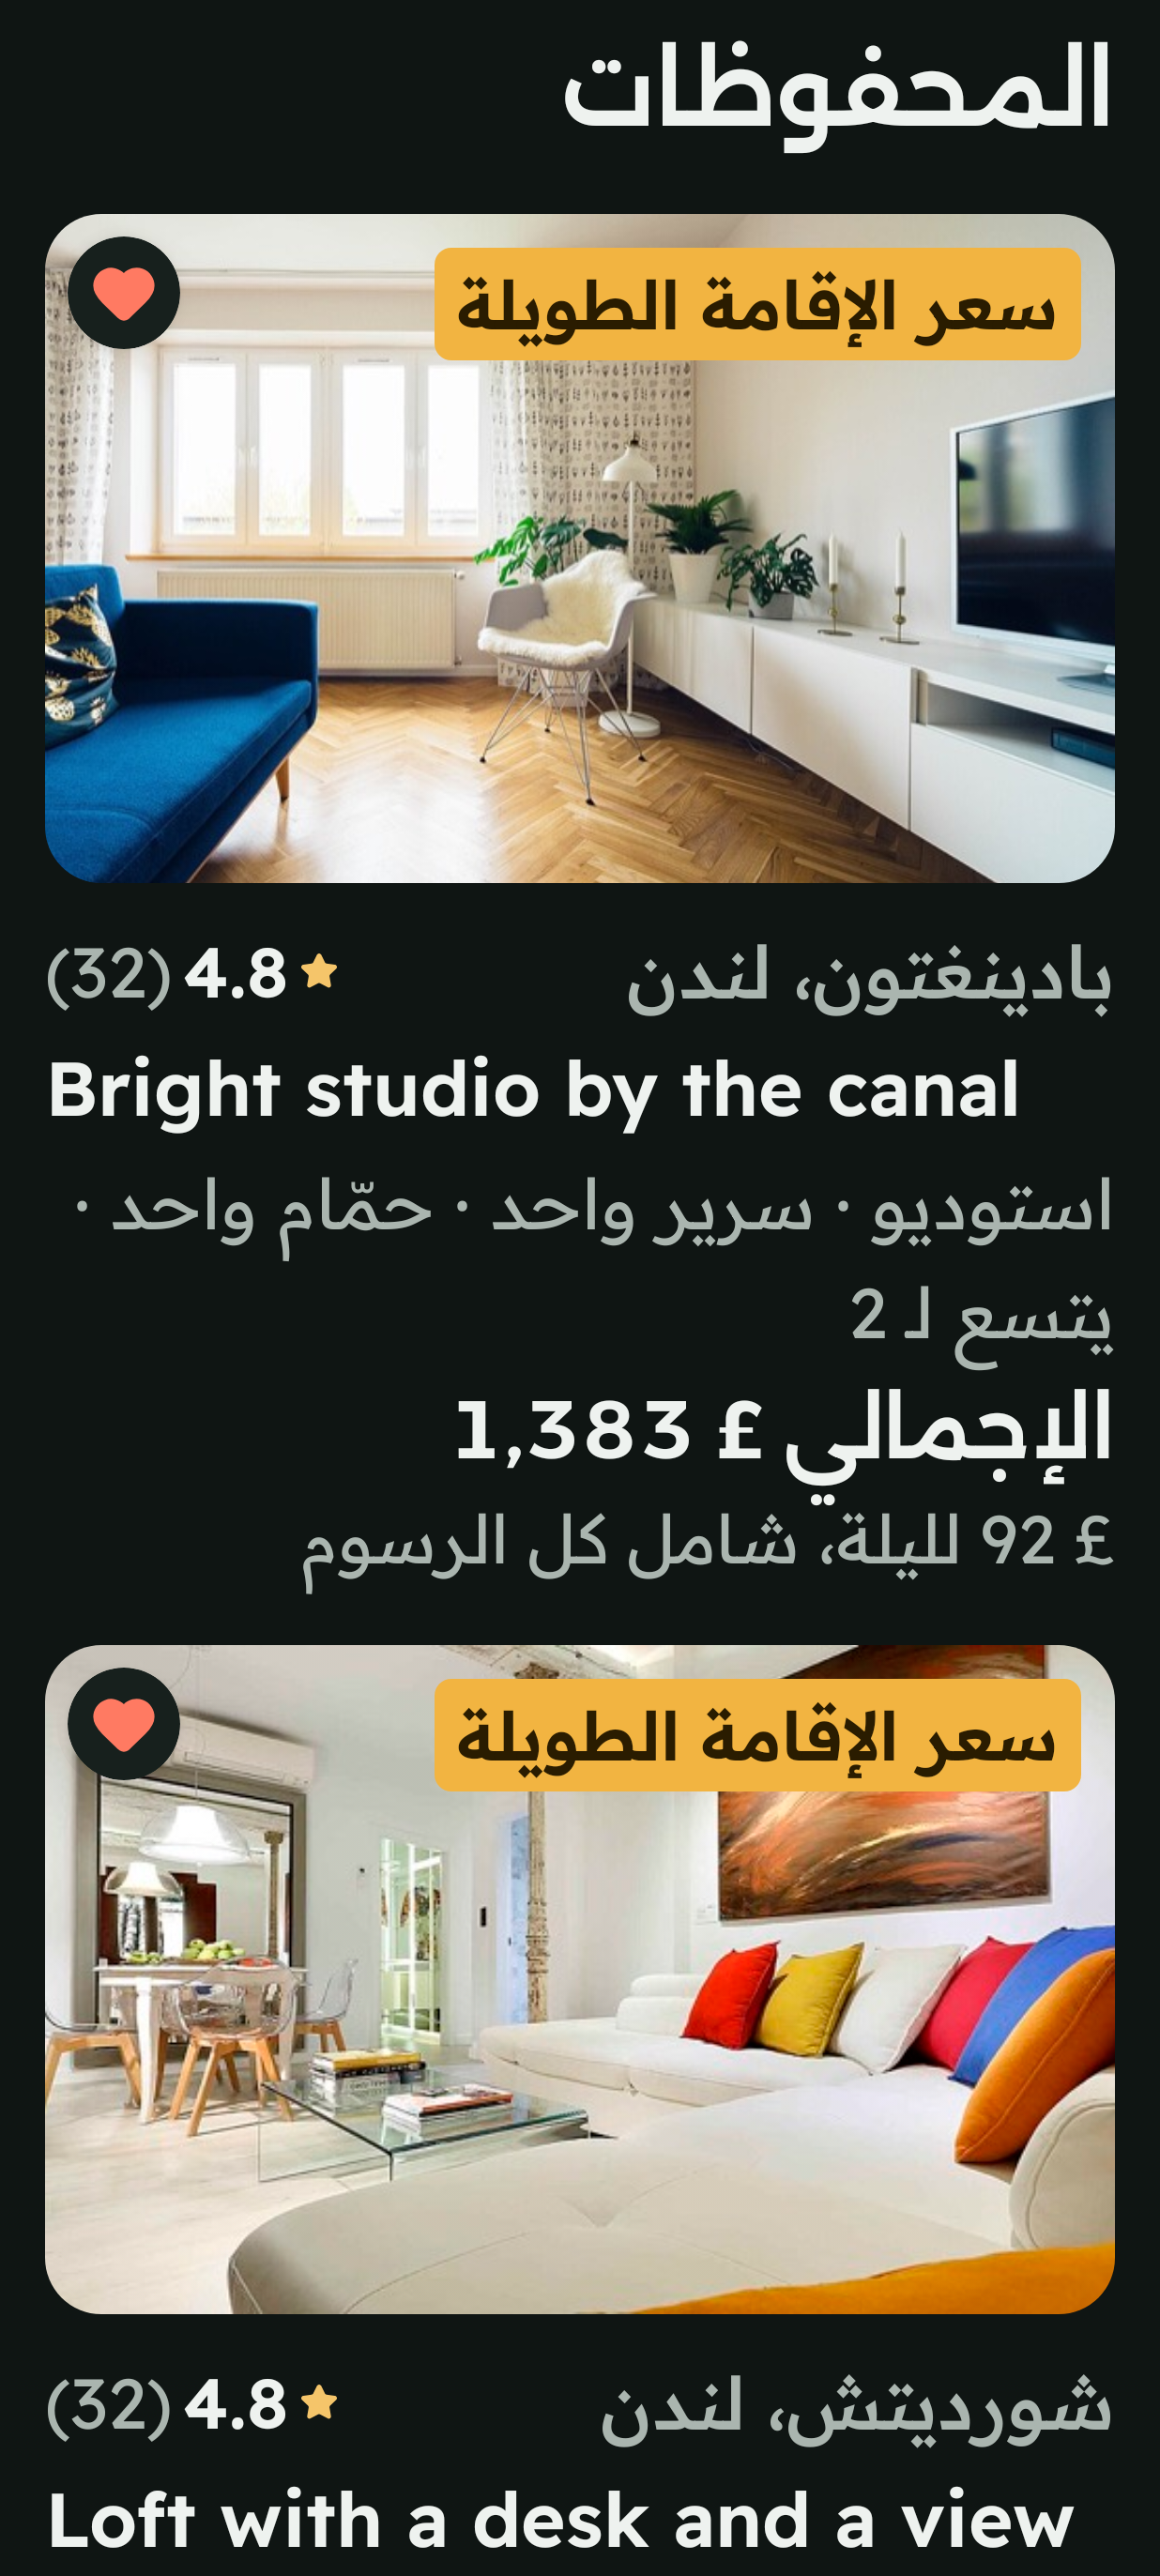 المحفوظات
سعر الإقامة الطويلة
بادينغتون، لندن
★ 4.8 (32)
Bright studio by the canal
استوديو · سرير واحد · حمّام واحد ·
يتسع لـ 2
الإجمالي £ 1,383
£ 92 لليلة، شامل كل الرسوم
سعر الإقامة الطويلة
شورديتش، لندن
★ 4.8 (32)
Loft with a desk and a view